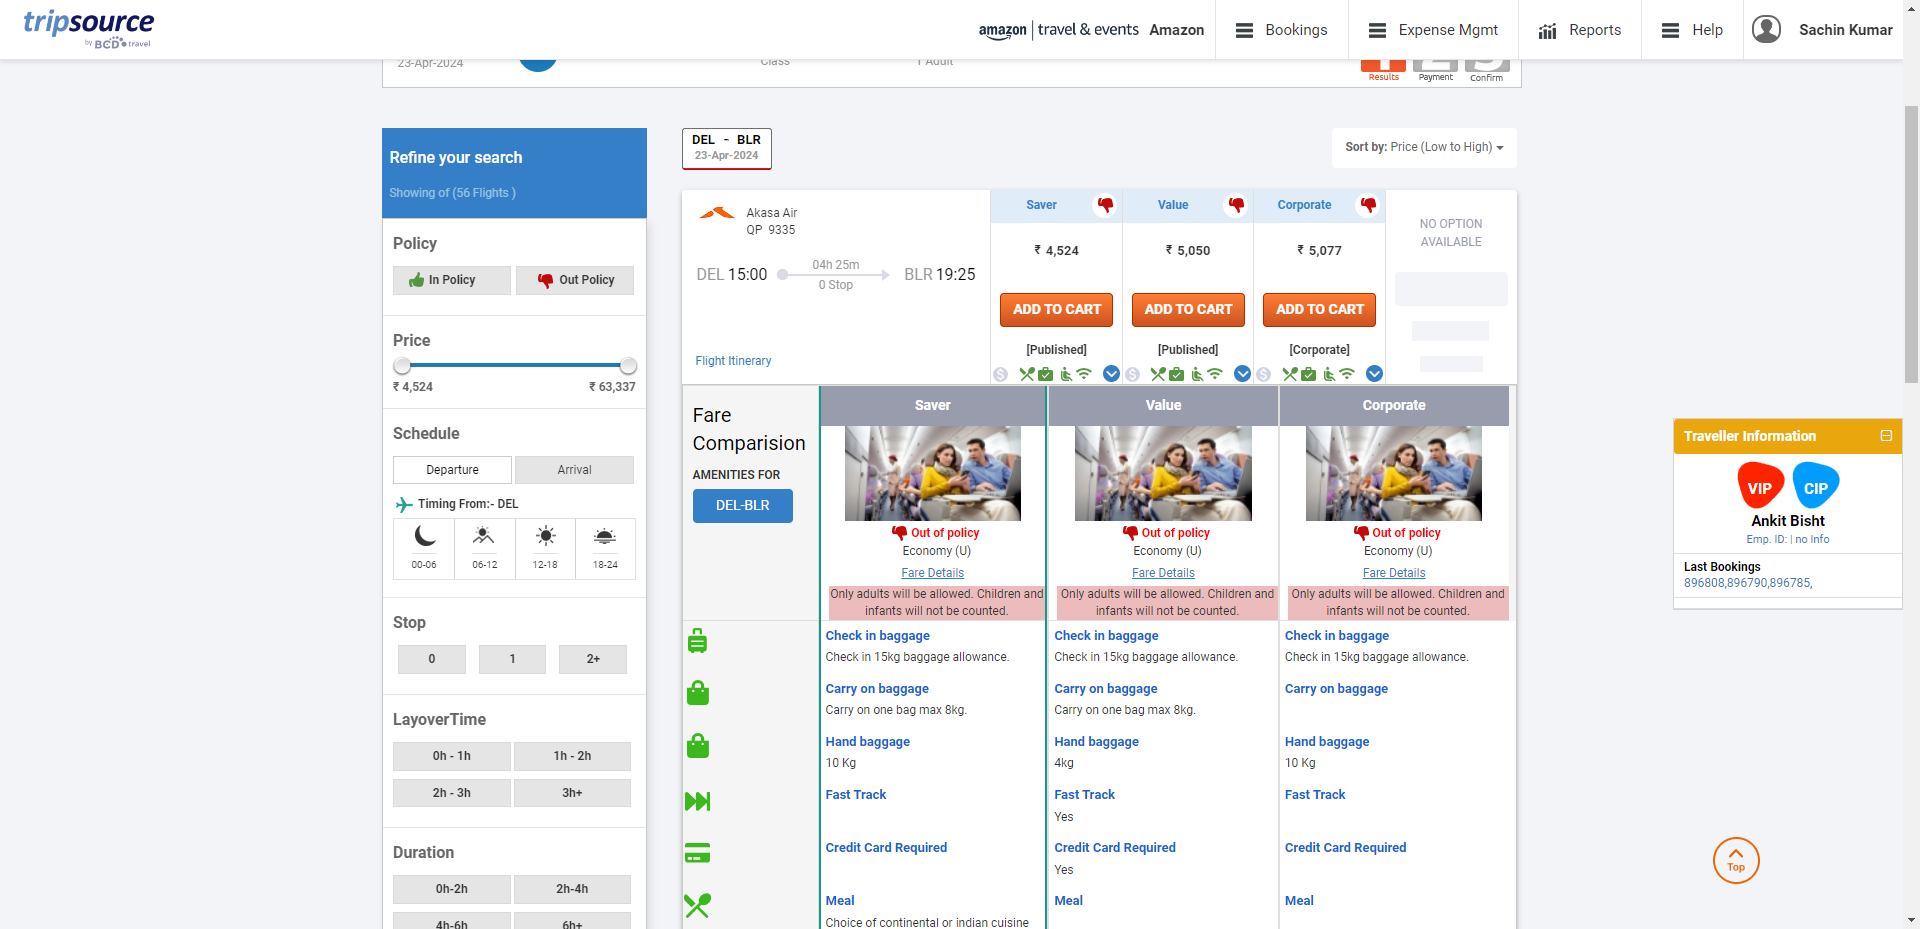 tripsource
by BCD travel
amazon | travel & events Amazon
Bookings
Expense Mgmt
Reports
Help
Sachin Kumar
23-Apr-2024
Class
1 Adult
Results
Payment
Confirm
Refine your search
Showing of (56 Flights )
DEL - BLR
23-Apr-2024
Sort by: Price (Low to High)
Policy
In Policy
Out Policy
Price
₹ 4,524
₹ 63,337
Schedule
Departure
Arrival
Timing From:- DEL
00-06
06-12
12-18
18-24
Stop
0
1
2+
LayoverTime
0h - 1h
1h - 2h
2h - 3h
3h+
Duration
0h-2h
2h-4h
4h-6h
6h+
Akasa Air
QP 9335
DEL 15:00
04h 25m
0 Stop
BLR 19:25
Flight Itinerary
Saver
₹ 4,524
ADD TO CART
[Published]
Value
₹ 5,050
ADD TO CART
[Published]
Corporate
₹ 5,077
ADD TO CART
[Corporate]
NO OPTION
AVAILABLE
Fare
Comparision
AMENITIES FOR
DEL-BLR
Saver
Out of policy
Economy (U)
Fare Details
Only adults will be allowed. Children and
infants will not be counted.
Check in baggage
Check in 15kg baggage allowance.
Carry on baggage
Carry on one bag max 8kg.
Hand baggage
10 Kg
Fast Track
Credit Card Required
Meal
Choice of continental or indian cuisine
Value
Out of policy
Economy (U)
Fare Details
Only adults will be allowed. Children and
infants will not be counted.
Check in baggage
Check in 15kg baggage allowance.
Carry on baggage
Carry on one bag max 8kg.
Hand baggage
4kg
Fast Track
Yes
Credit Card Required
Yes
Meal
Corporate
Out of policy
Economy (U)
Fare Details
Only adults will be allowed. Children and
infants will not be counted.
Check in baggage
Check in 15kg baggage allowance.
Carry on baggage
Hand baggage
10 Kg
Fast Track
Credit Card Required
Meal
Traveller Information
VIP
CIP
Ankit Bisht
Emp. ID: | no Info
Last Bookings
896808,896790,896785,
Top